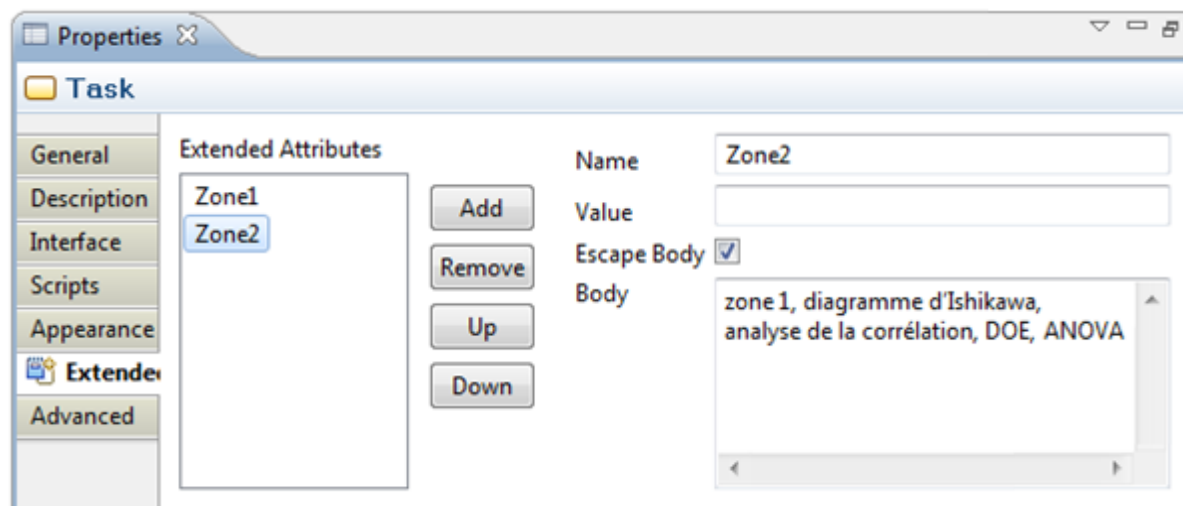 Properties
Task
General
Description
Interface
Scripts
Appearance
Extended
Advanced
Extended Attributes
Zone1
Zone2
Add
Remove
Up
Down
Name
Zone2
Value
Escape Body
Body
zone 1, diagramme d'Ishikawa,
analyse de la corrélation, DOE, ANOVA